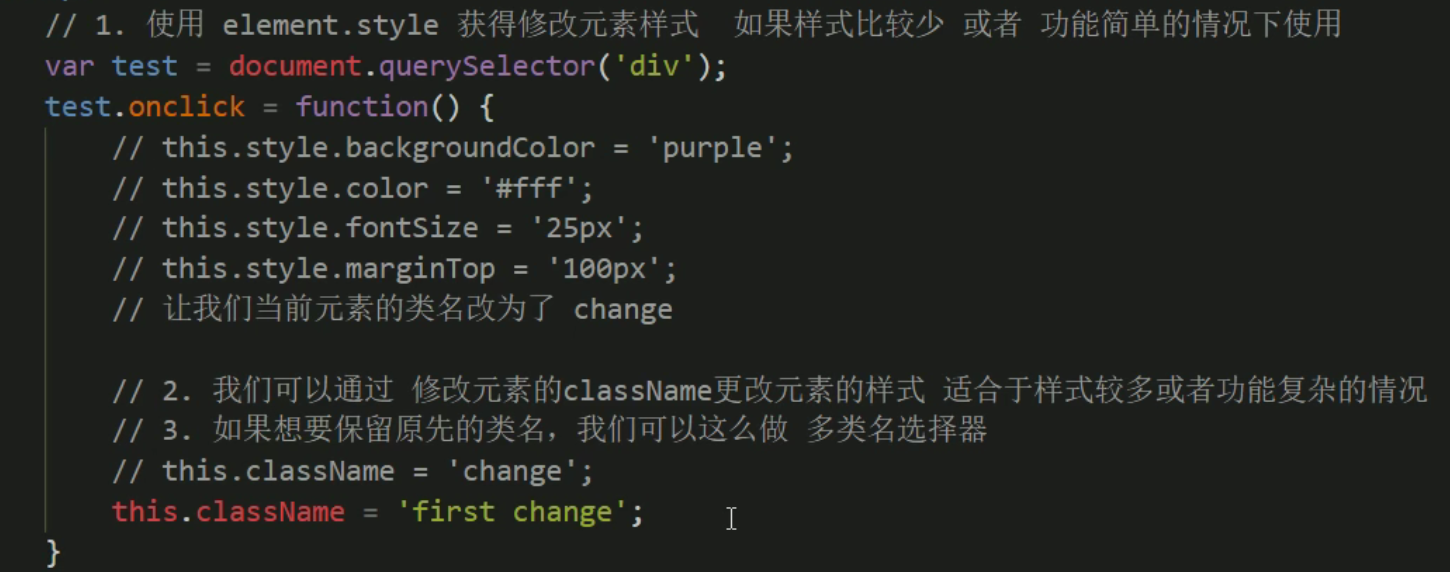 // 1. 使用 element.style 获得修改元素样式  如果样式比较少 或者 功能简单的情况下使用
var test = document.querySelector('div');
test.onclick = function() {
    // this.style.backgroundColor = 'purple';
    // this.style.color = '#fff';
    // this.style.fontSize = '25px';
    // this.style.marginTop = '100px';
    // 让我们当前元素的类名改为了 change
    // 2. 我们可以通过 修改元素的className更改元素的样式 适合于样式较多或者功能复杂的情况
    // 3. 如果想要保留原先的类名，我们可以这么做 多类名选择器
    // this.className = 'change';
    this.className = 'first change';
}